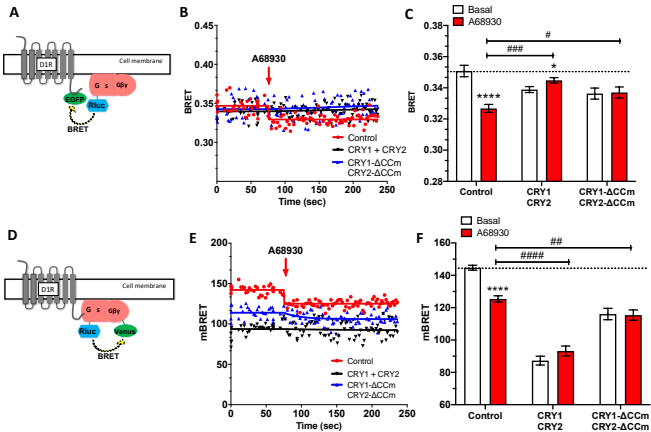 A
D1R
Cell membrane
G s Gβγ
EGFP
Rluc
BRET
B
A68930
BRET
0.45
0.40
0.35
0.30
0 50 100 150 200 250
Time (sec)
Control
CRY1 + CRY2
CRY1-ΔCCm
CRY2-ΔCCm
C
Basal
A68930
#
###
*
****
BRET
0.38
0.36
0.34
0.32
0.30
0.28
Control
CRY1
CRY2
CRY1-ΔCCm
CRY2-ΔCCm
D
D1R
Cell membrane
G s Gβγ
Rluc
Venus
BRET
E
A68930
mBRET
200
150
100
50
0
0 50 100 150 200 250
Time (sec)
Control
CRY1 + CRY2
CRY1-ΔCCm
CRY2-ΔCCm
F
Basal
A68930
##
####
****
mBRET
160
140
120
100
80
60
Control
CRY1
CRY2
CRY1-ΔCCm
CRY2-ΔCCm